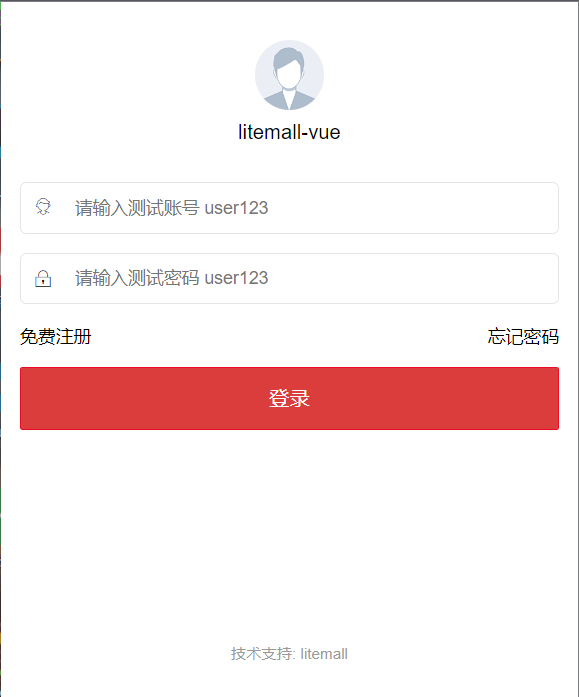 litemall-vue
请输入测试账号 user123
请输入测试密码 user123
免费注册 忘记密码
登录
技术支持: litemall